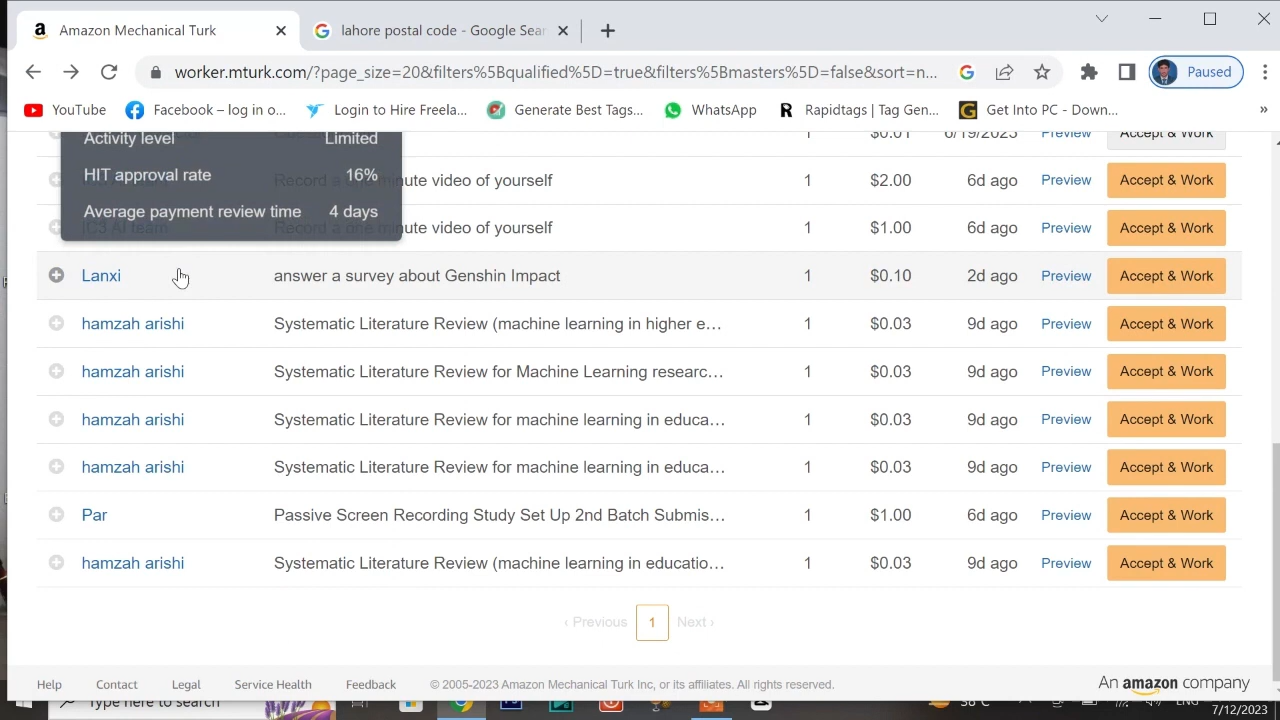 Amazon Mechanical Turk
lahore postal code - Google Sear
worker.mturk.com/?page_size=20&filters%5Bqualified%5D=true&filters%5Bmasters%5D=false&sort=n...
Paused
YouTube
Facebook – log in o...
Login to Hire Freela...
Generate Best Tags...
WhatsApp
Rapidtags | Tag Gen...
Get Into PC - Down...
»
Activity level Limited
1 $0.01 6/19/2023 Preview Accept & Work
HIT approval rate 16%
Record a one minute video of yourself 1 $2.00 6d ago Preview Accept & Work
Average payment review time 4 days
IC3 AI team Record a one minute video of yourself 1 $1.00 6d ago Preview Accept & Work
Lanxi answer a survey about Genshin Impact 1 $0.10 2d ago Preview Accept & Work
hamzah arishi Systematic Literature Review (machine learning in higher e... 1 $0.03 9d ago Preview Accept & Work
hamzah arishi Systematic Literature Review for Machine Learning researc... 1 $0.03 9d ago Preview Accept & Work
hamzah arishi Systematic Literature Review for machine learning in educa... 1 $0.03 9d ago Preview Accept & Work
hamzah arishi Systematic Literature Review for machine learning in educa... 1 $0.03 9d ago Preview Accept & Work
Par Passive Screen Recording Study Set Up 2nd Batch Submis... 1 $1.00 6d ago Preview Accept & Work
hamzah arishi Systematic Literature Review (machine learning in educatio... 1 $0.03 9d ago Preview Accept & Work
‹ Previous 1 Next ›
Help Contact Legal Service Health Feedback © 2005-2023 Amazon Mechanical Turk Inc, or its affiliates. All rights reserved. An amazon company
Type here to search 38°C ENG
7/12/2023